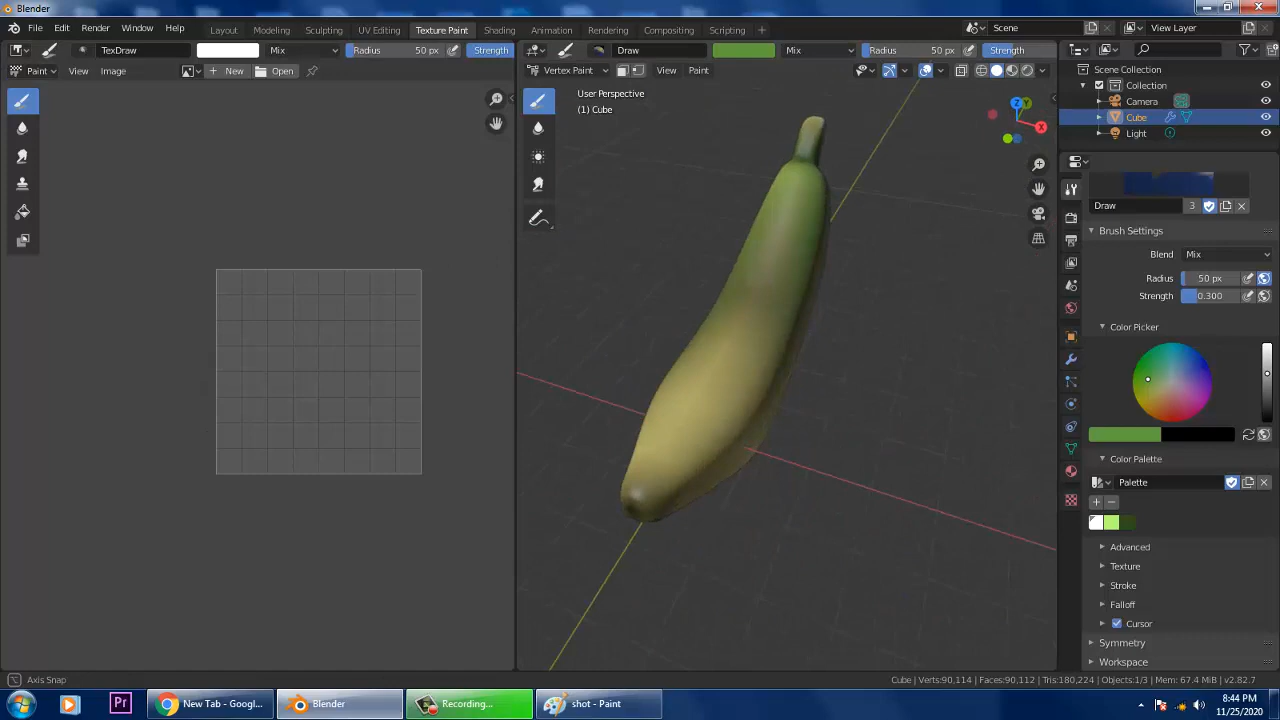 Blender
File Edit Render Window Help Layout Modeling Sculpting UV Editing Texture Paint Shading Animation Rendering Compositing Scripting + Scene View Layer
TexDraw Mix Radius 50 px Strength Draw Mix Radius 50 px Strength
Paint View Image + New Open Vertex Paint View Paint
Scene Collection
Collection
Camera
Cube
Light
User Perspective
(1) Cube
Z
Y
X
Draw 3
Brush Settings
Blend Mix
Radius 50 px
Strength 0.300
Color Picker
Color Palette
Palette
Advanced
Texture
Stroke
Falloff
Cursor
Symmetry
Workspace
Axis Snap Cube | Verts:90,114 | Faces:90,112 | Tris:180,224 | Objects:1/3 | Mem: 67.4 MiB | v2.82.7
Pr New Tab - Googl... Blender Recording... shot - Paint
8:44 PM
11/25/2020